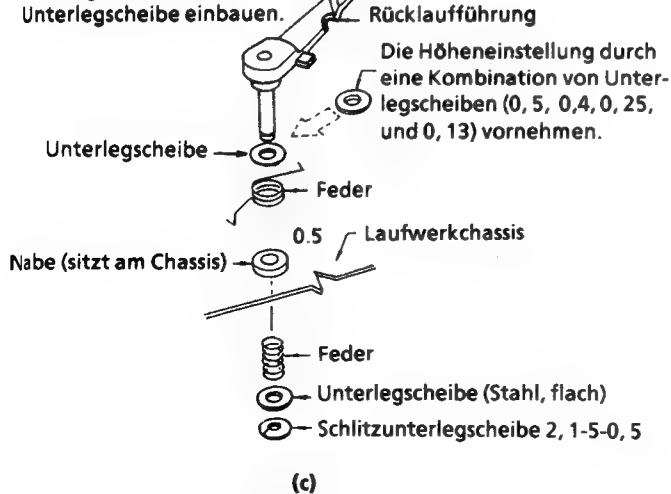 Unterlegscheibe einbauen.
Rücklaufführung
Die Höheneinstellung durch
eine Kombination von Unter-
legscheiben (0, 5, 0,4, 0, 25,
und 0, 13) vornehmen.
Unterlegscheibe
Feder
0.5
Laufwerkchassis
Nabe (sitzt am Chassis)
Feder
Unterlegscheibe (Stahl, flach)
Schlitzunterlegscheibe 2, 1-5-0, 5
(c)